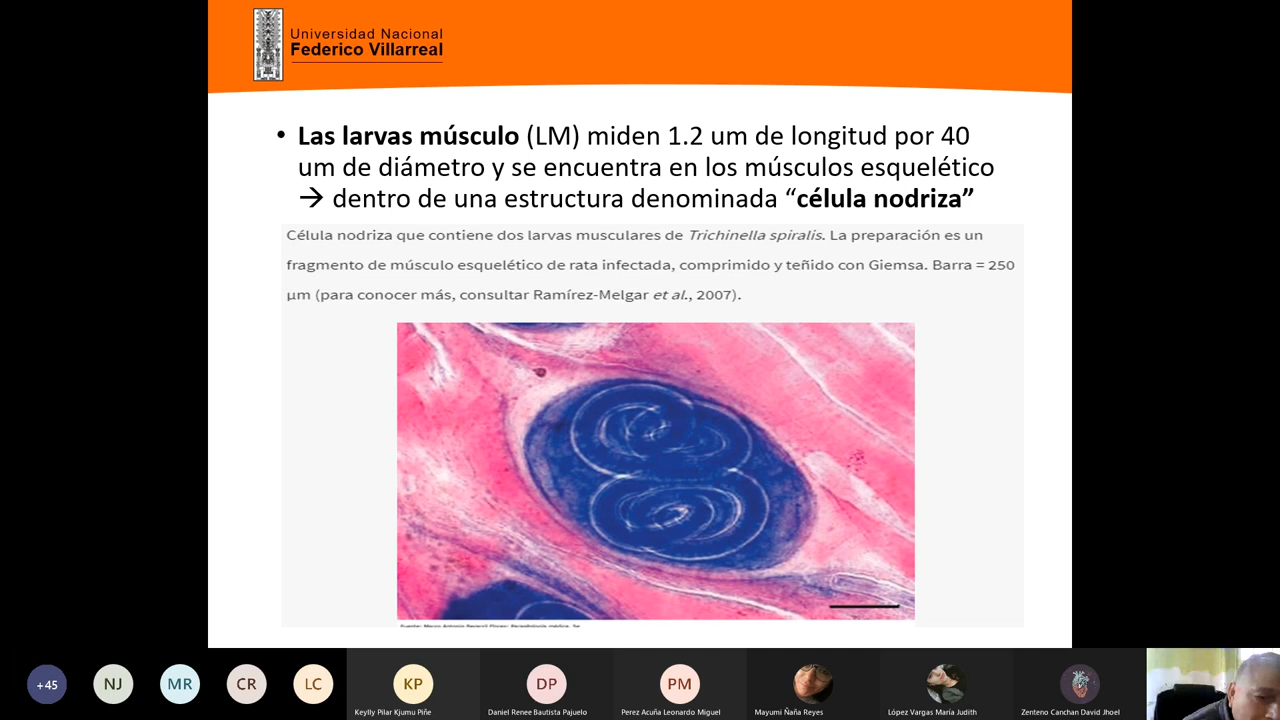 Universidad Nacional
Federico Villarreal
• Las larvas músculo (LM) miden 1.2 um de longitud por 40
um de diámetro y se encuentra en los músculos esquelético
→ dentro de una estructura denominada “célula nodriza”
Célula nodriza que contiene dos larvas musculares de Trichinella spiralis. La preparación es un
fragmento de músculo esquelético de rata infectada, comprimido y teñido con Giemsa. Barra = 250
µm (para conocer más, consultar Ramírez-Melgar et al., 2007).
+45
NJ
MR
CR
LC
KP
DP
PM
Keylly Pilar Kjumu Piñe
Daniel Renee Bautista Pajuelo
Perez Acuña Leonardo Miguel
Mayumi Ñaña Reyes
López Vargas María Judith
Zenteno Canchan David Jhoel